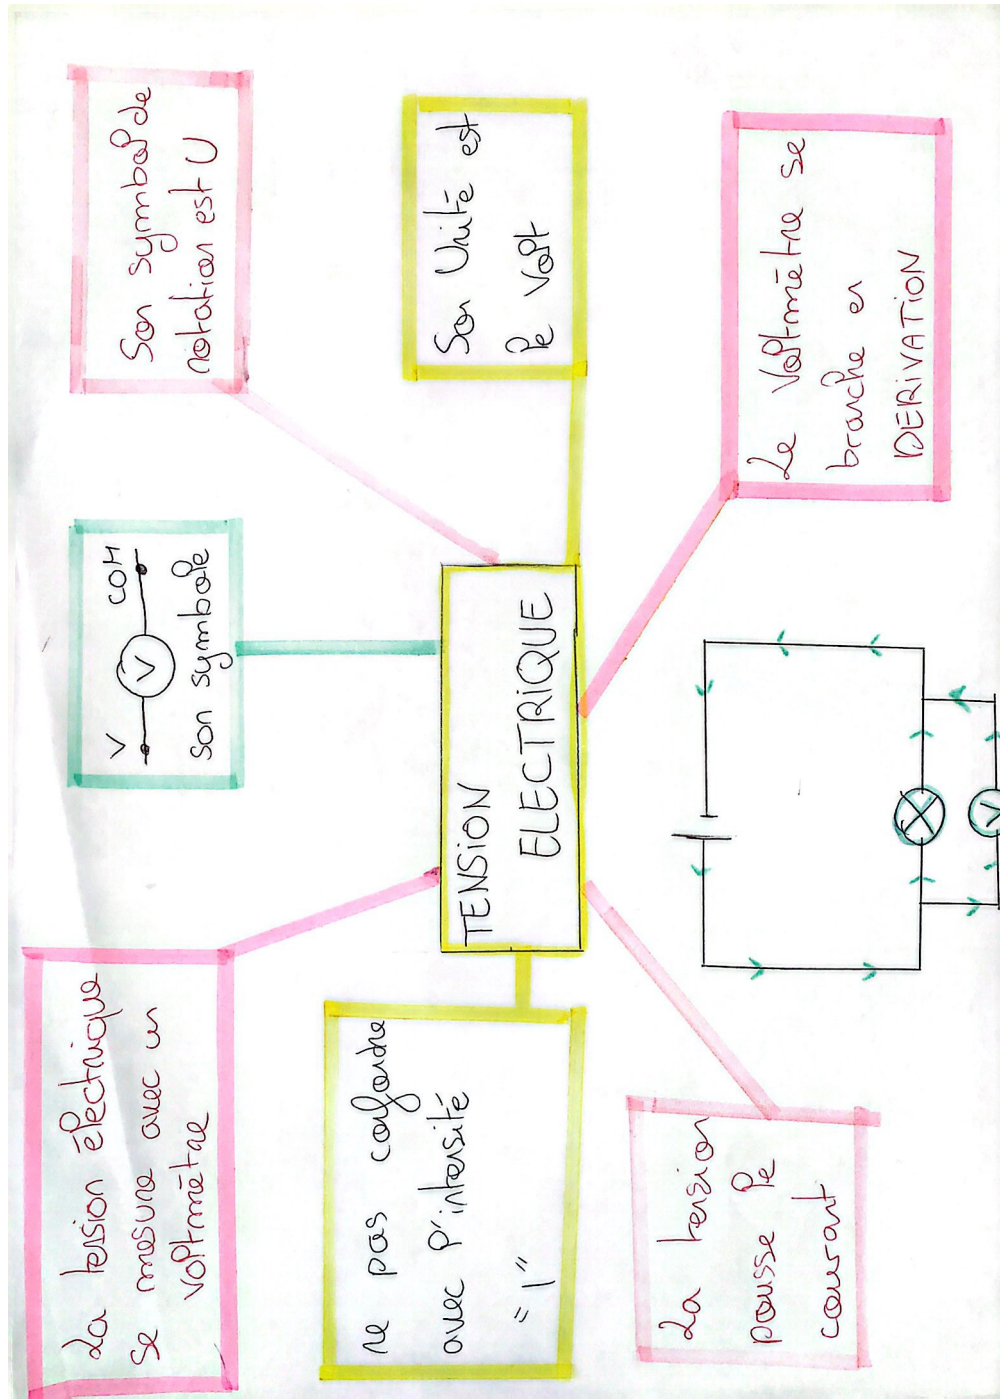 La tension électrique
se mesure avec un
voltmètre
V
COM
V
Son symbole
Son symbol de
notation est U
ne pas confondre
avec l'intensité
= I"
TENSION
ELECTRIQUE
Son Unité est
le volt
La tension
pousse le
courant
V
Le Voltmètre se
branche en
DERIVATION